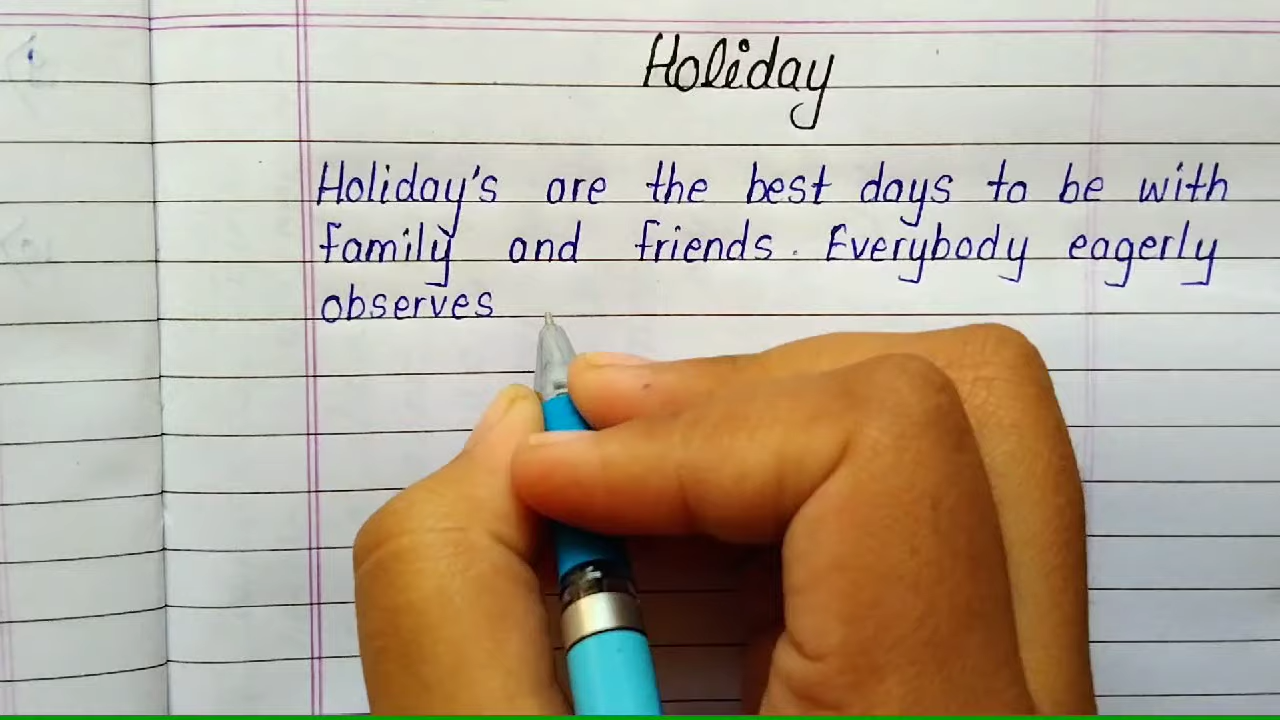 Holiday
Holiday's are the best days to be with
family and friends. Everybody eagerly
observes